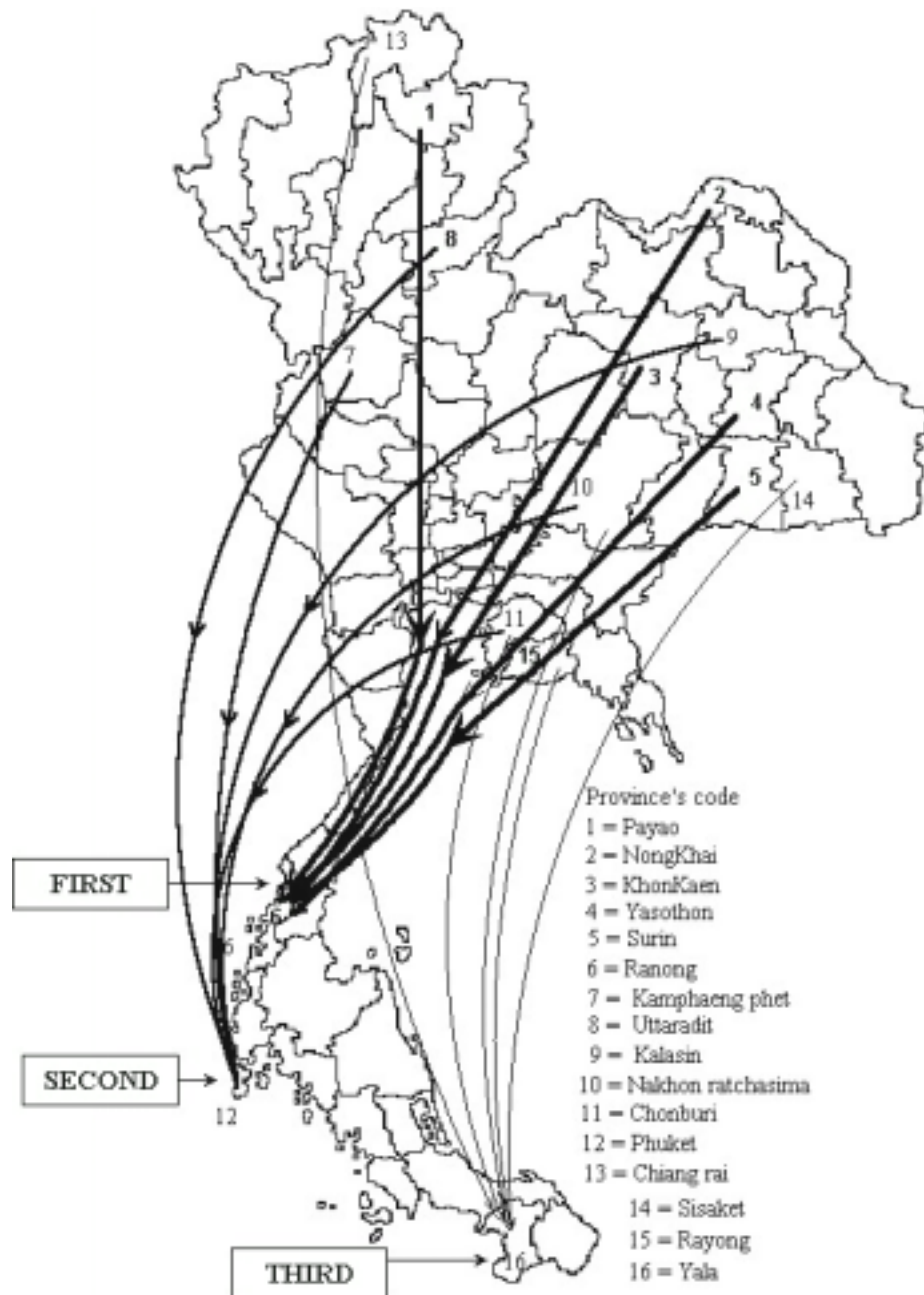 13
1
2
8
9
7
3
4
5
10
14
11
15
Province's code
1 = Payao
2 = NongKhai
3 = KhonKaen
4 = Yasothon
5 = Surin
6 = Ranong
7 = Kamphaeng phet
8 = Uttaradit
9 = Kalasin
10 = Nakhon ratchasima
11 = Chonburi
12 = Phuket
13 = Chiang rai
14 = Sisaket
15 = Rayong
16 = Yala
FIRST
6
SECOND
12
THIRD
16